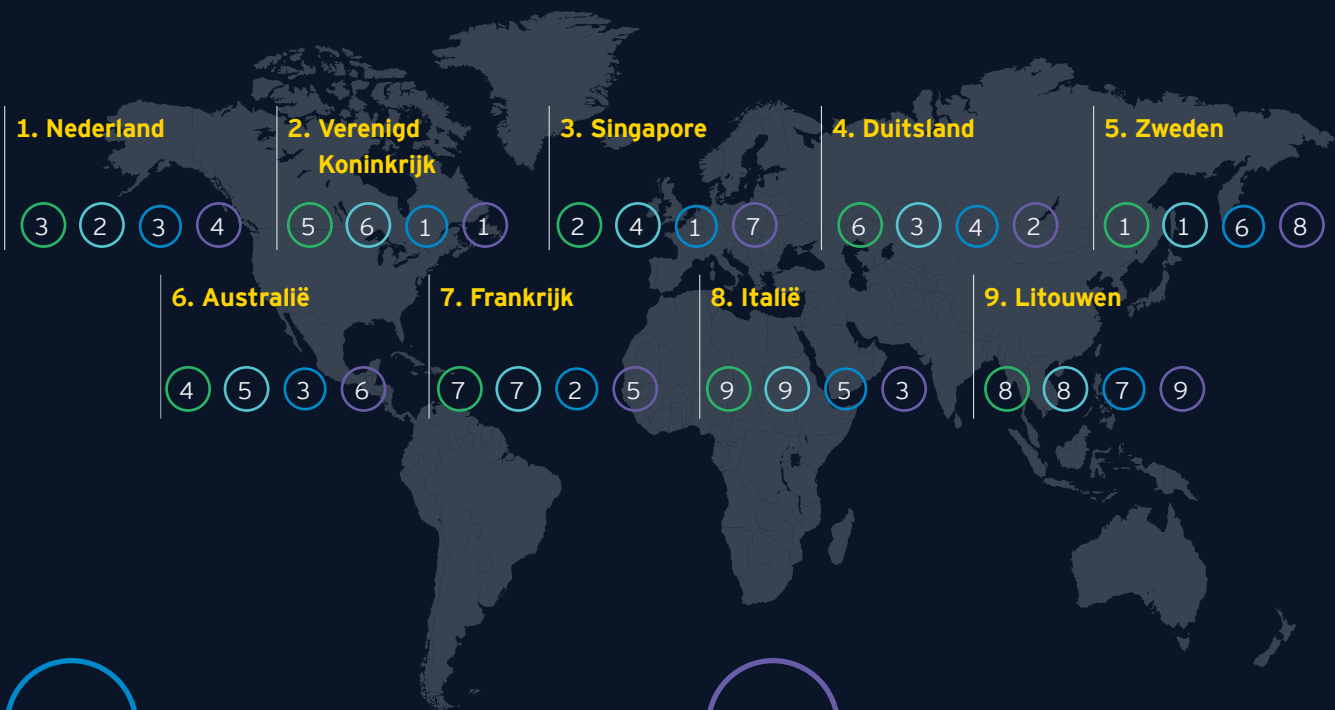 1. Nederland
2. Verenigd
Koninkrijk
3. Singapore
4. Duitsland
5. Zweden
3 2 3 4
5 6 1 1
2 4 1 7
6 3 4 2
1 1 6 8
6. Australië
7. Frankrijk
8. Italië
9. Litouwen
4 5 3 6
7 7 2 5
9 9 5 3
8 8 7 9